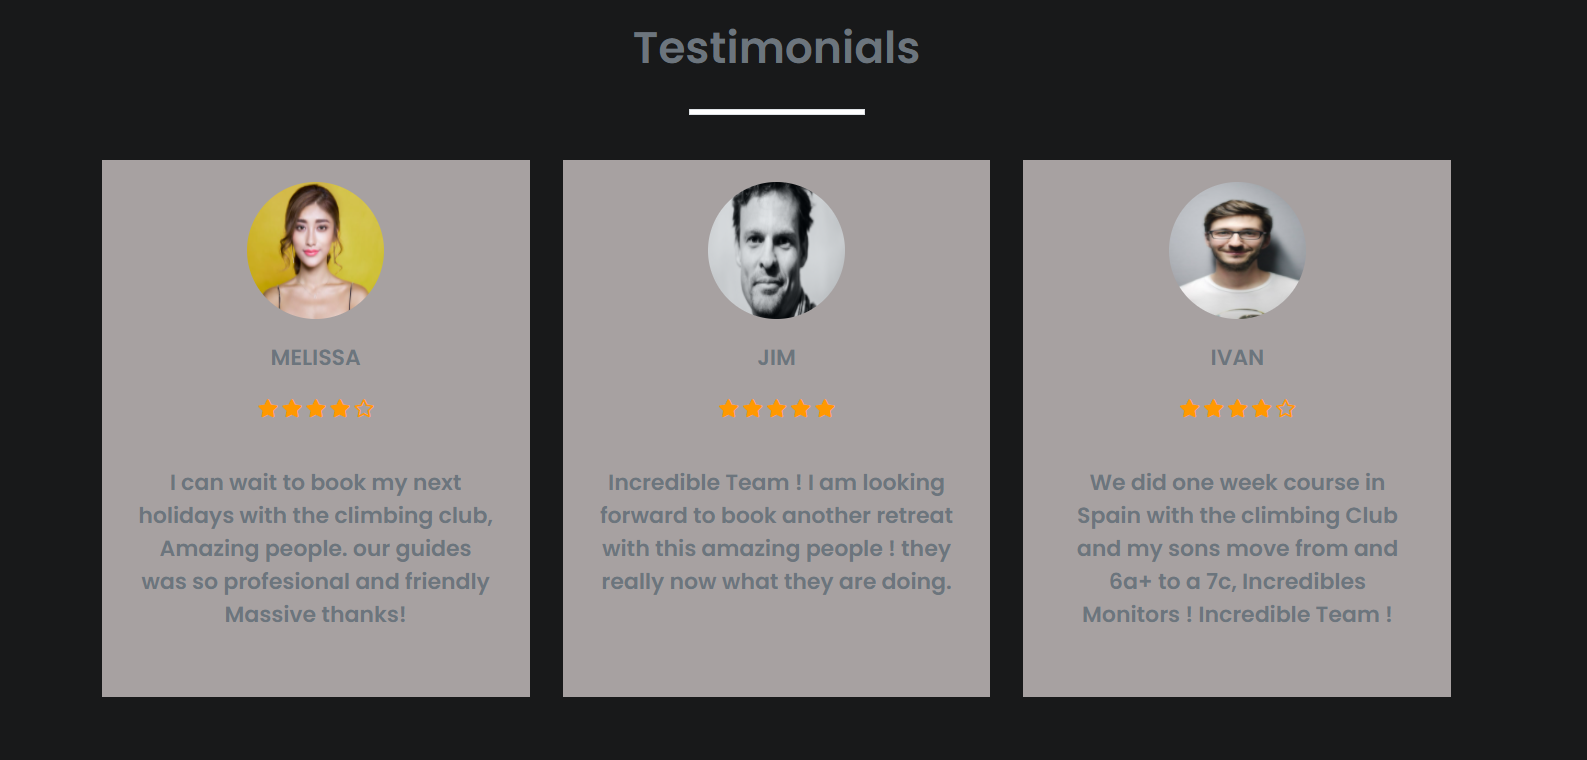 Testimonials
MELISSA
I can wait to book my next
holidays with the climbing club,
Amazing people. our guides
was so profesional and friendly
Massive thanks!
JIM
Incredible Team ! I am looking
forward to book another retreat
with this amazing people ! they
really now what they are doing.
IVAN
We did one week course in
Spain with the climbing Club
and my sons move from and
6a+ to a 7c, Incredibles
Monitors ! Incredible Team !